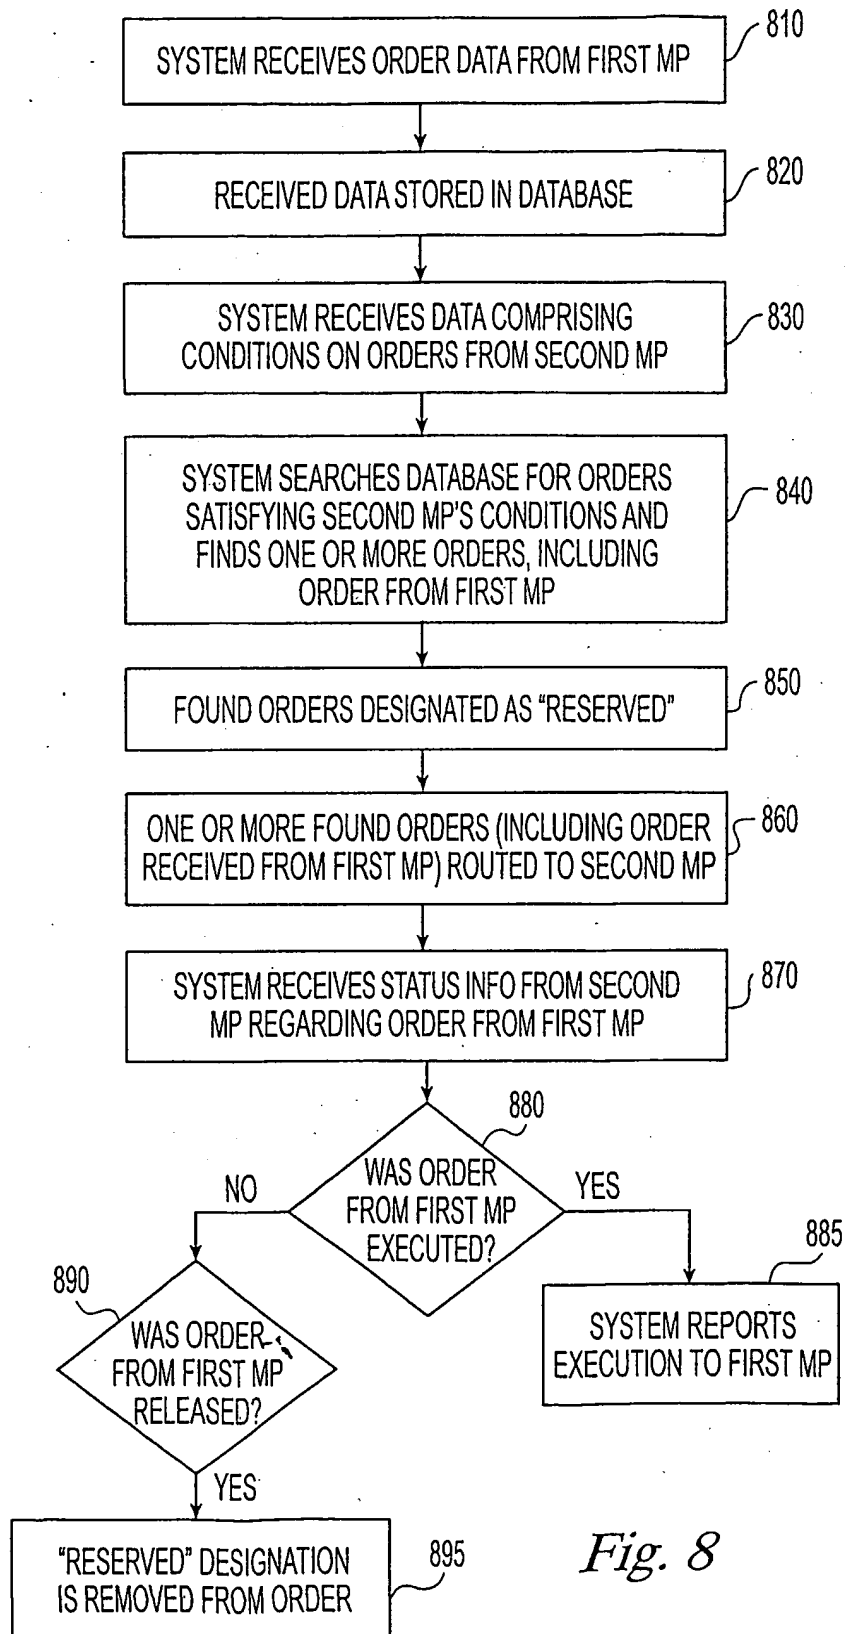 810
SYSTEM RECEIVES ORDER DATA FROM FIRST MP
820
RECEIVED DATA STORED IN DATABASE
830
SYSTEM RECEIVES DATA COMPRISING
CONDITIONS ON ORDERS FROM SECOND MP
840
SYSTEM SEARCHES DATABASE FOR ORDERS
SATISFYING SECOND MP'S CONDITIONS AND
FINDS ONE OR MORE ORDERS, INCLUDING
ORDER FROM FIRST MP
850
FOUND ORDERS DESIGNATED AS "RESERVED"
860
ONE OR MORE FOUND ORDERS (INCLUDING ORDER
RECEIVED FROM FIRST MP) ROUTED TO SECOND MP
870
SYSTEM RECEIVES STATUS INFO FROM SECOND
MP REGARDING ORDER FROM FIRST MP
880
WAS ORDER
FROM FIRST MP
EXECUTED?
NO
YES
885
SYSTEM REPORTS
EXECUTION TO FIRST MP
890
WAS ORDER
FROM FIRST MP
RELEASED?
YES
895
"RESERVED" DESIGNATION
IS REMOVED FROM ORDER
Fig. 8